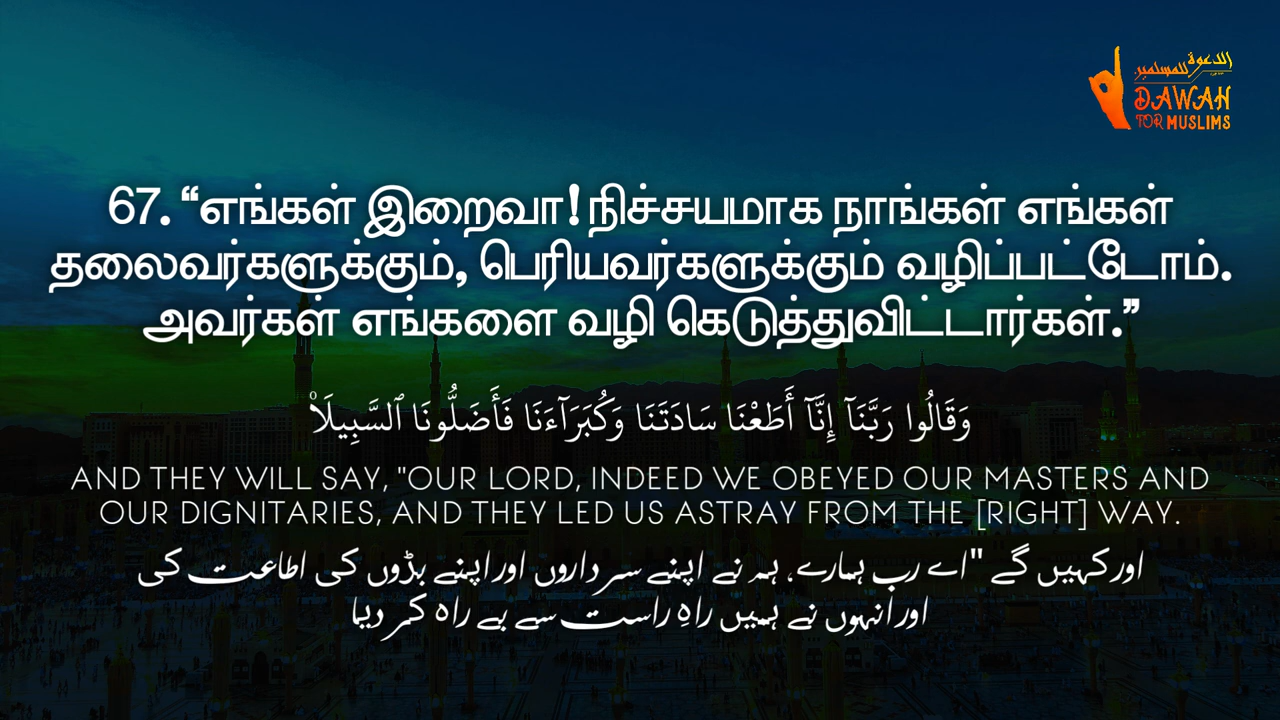 الدعوة
للمسلمين
DAWAH
FOR MUSLIMS
67. “எங்கள் இறைவா! நிச்சயமாக நாங்கள் எங்கள்
தலைவர்களுக்கும், பெரியவர்களுக்கும் வழிப்பட்டோம்.
அவர்கள் எங்களை வழி கெடுத்துவிட்டார்கள்.”
وَقَالُوا رَبَّنَآ إِنَّآ أَطَعْنَا سَادَتَنَا وَكُبَرَآءَنَا فَأَضَلُّونَا ٱلسَّبِيلَا۠
AND THEY WILL SAY, "OUR LORD, INDEED WE OBEYED OUR MASTERS AND
OUR DIGNITARIES, AND THEY LED US ASTRAY FROM THE [RIGHT] WAY.
اور کہیں گے "اے رب ہمارے، ہم نے اپنے سرداروں اور اپنے بڑوں کی اطاعت کی
اور انہوں نے ہمیں راہِ راست سے بے راہ کر دیا